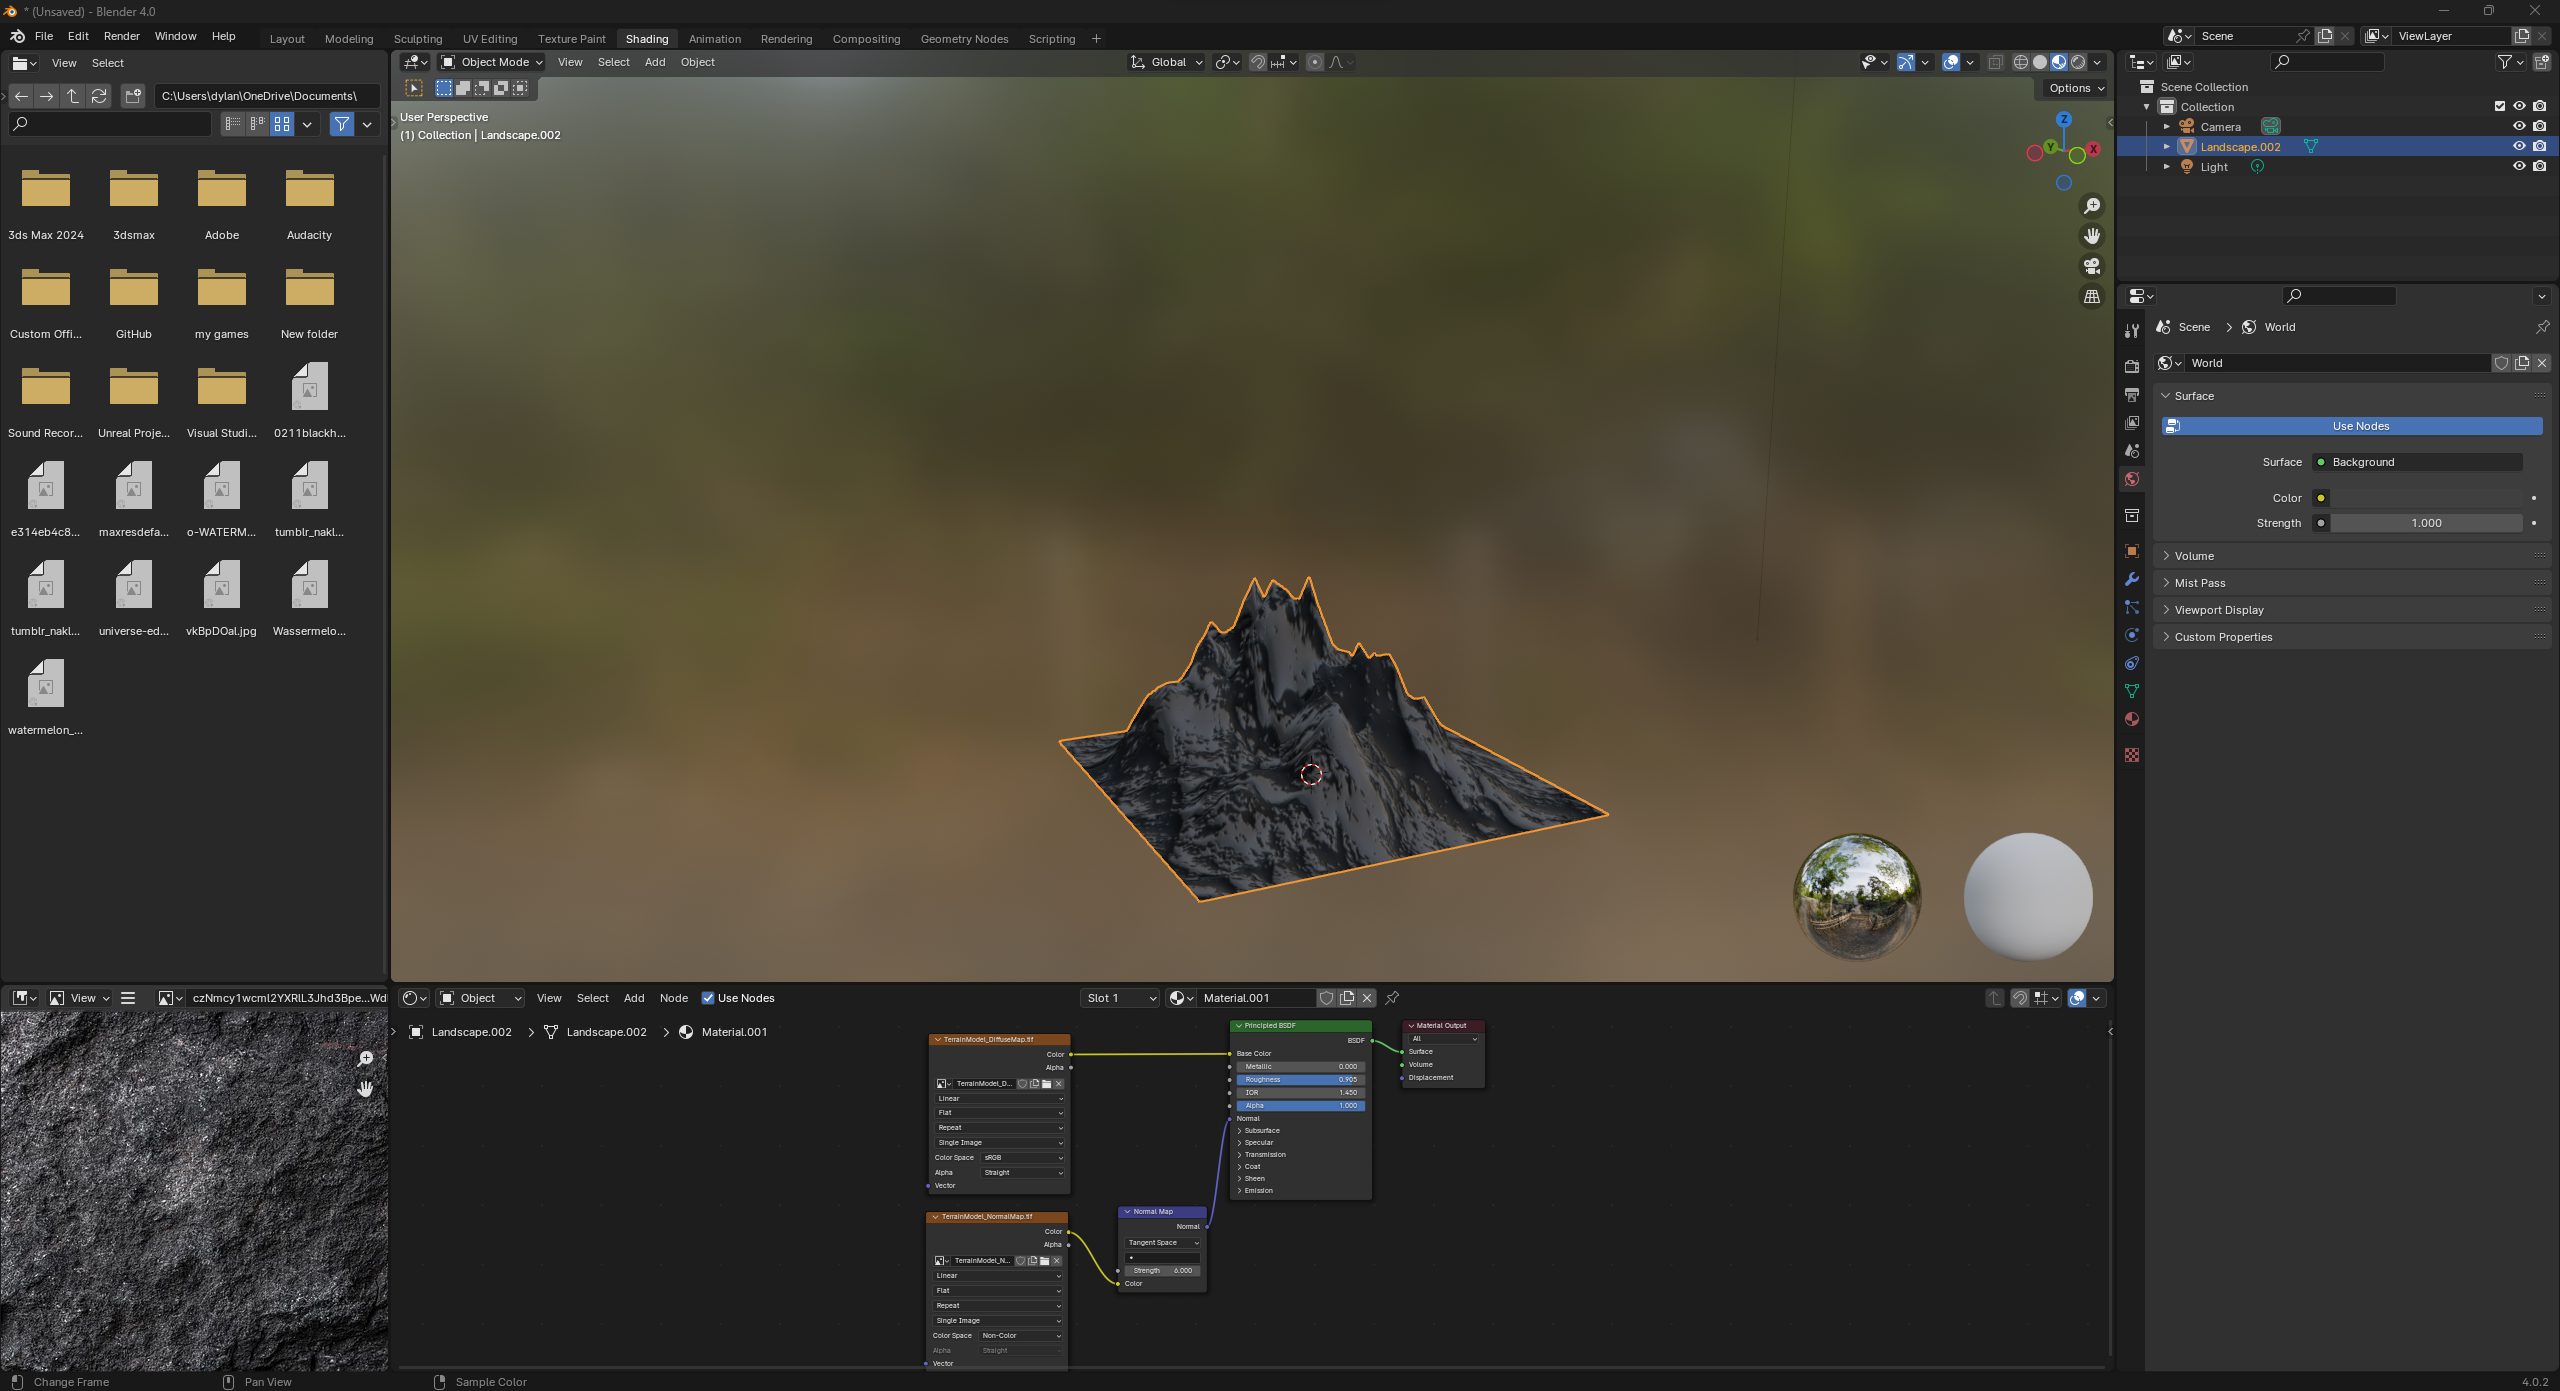 * (Unsaved) - Blender 4.0
File Edit Render Window Help
Layout Modeling Sculpting UV Editing Texture Paint Shading Animation Rendering Compositing Geometry Nodes Scripting +
Scene
ViewLayer
View Select
C:\Users\dylan\OneDrive\Documents\
3ds Max 2024 3dsmax Adobe Audacity
Custom Offi... GitHub my games New folder
Sound Recor... Unreal Proje... Visual Studi... 0211blackh...
e314eb4c8... maxresdefa... o-WATERM... tumblr_nakl...
tumblr_nakl... universe-ed... vkBpDOal.jpg Wassermelo...
watermelon_...
Object Mode View Select Add Object
Global
Options
User Perspective
(1) Collection | Landscape.002
Z
Y
X
Scene Collection
Collection
Camera
Landscape.002
Light
Scene > World
World
Surface
Use Nodes
Surface Background
Color
Strength 1.000
Volume
Mist Pass
Viewport Display
Custom Properties
View
czNmcy1wcml2YXRlL3Jhd3Bpe...Wdl
Object View Select Add Node Use Nodes
Slot 1
Material.001
Landscape.002 > Landscape.002 > Material.001
TerrainModel_DiffuseMap.tif
Color
Alpha
TerrainModel_D...
Linear
Flat
Repeat
Single Image
Color Space sRGB
Alpha Straight
Vector
TerrainModel_NormalMap.tif
Color
Alpha
TerrainModel_N...
Linear
Flat
Repeat
Single Image
Color Space Non-Color
Alpha Straight
Vector
Normal Map
Normal
Tangent Space
Strength 6.000
Color
Principled BSDF
BSDF
Base Color
Metallic 0.000
Roughness 0.905
IOR 1.450
Alpha 1.000
Normal
Subsurface
Specular
Transmission
Coat
Sheen
Emission
Material Output
All
Surface
Volume
Displacement
Change Frame
Pan View
Sample Color
4.0.2